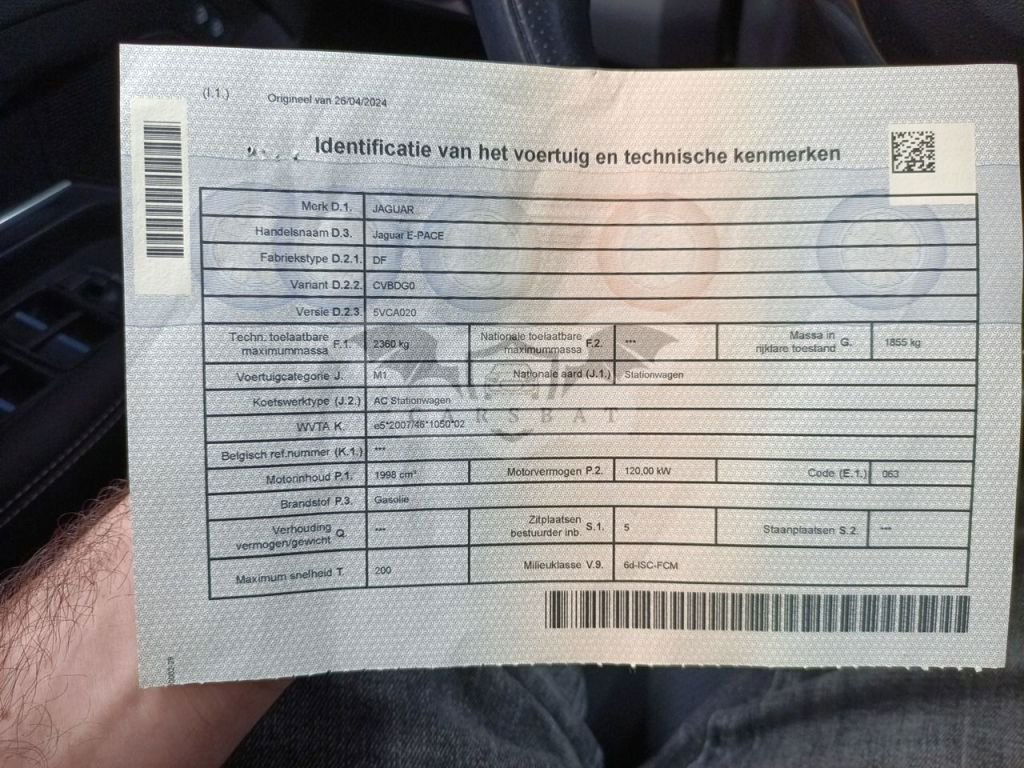 (I.1.) Origineel van 26/04/2024
Identificatie van het voertuig en technische kenmerken
Merk D.1. JAGUAR
Handelsnaam D.3. Jaguar E-PACE
Fabriekstype D.2.1. DF
Variant D.2.2. CVBDG0
Versie D.2.3. 5VCA020
Techn. toelaatbare maximummassa F.1. 2360 kg Nationale toelaatbare maximummassa F.2. *** Massa in rijklare toestand G. 1855 kg
Voertuigcategorie J. M1 Nationale aard (J.1.) Stationwagen
Koetswerktype (J.2.) AC Stationwagen
CARSBAT
WVTA K. e5*2007/46*1050*02
Belgisch ref.nummer (K.1.) ***
Motorinhoud P.1. 1998 cm³ Motorvermogen P.2. 120,00 kW Code (E.1.) 063
Brandstof P.3. Gasolie
Verhouding vermogen/gewicht Q. *** Zitplaatsen bestuurder inb. S.1. 5 Staanplaatsen S.2. ***
Maximum snelheid T. 200 Milieuklasse V.9. 6d-ISC-FCM